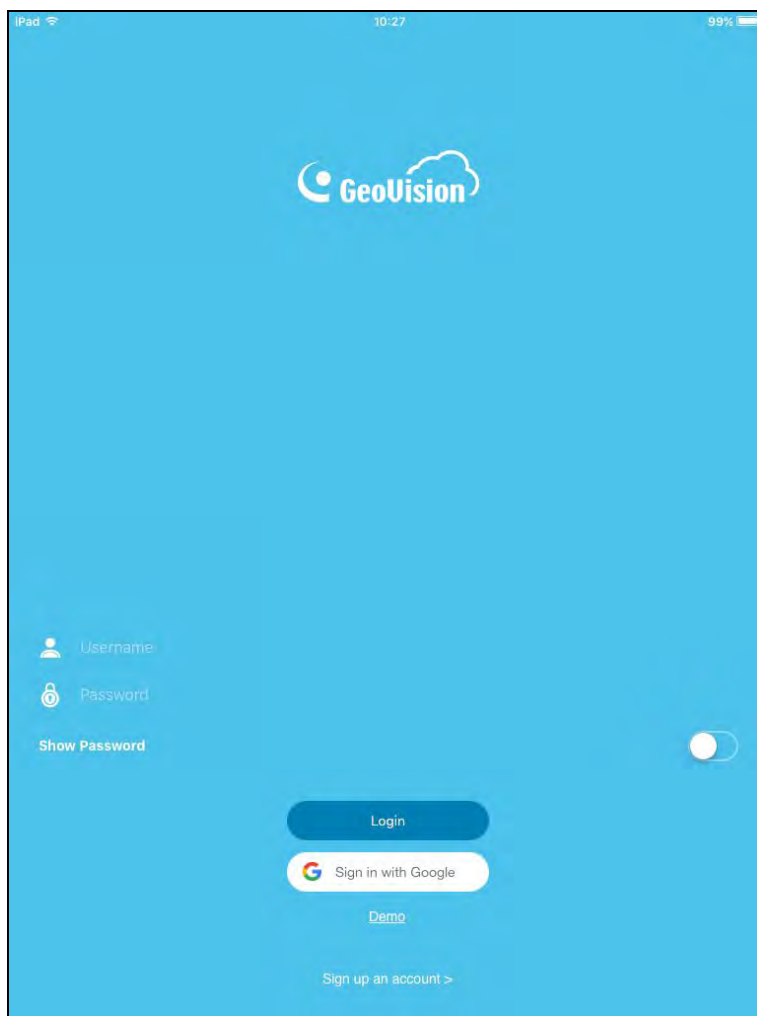 iPad 10:27 99%
GeoVision
Username
Password
Show Password
Login
Sign in with Google
Demo
Sign up an account >